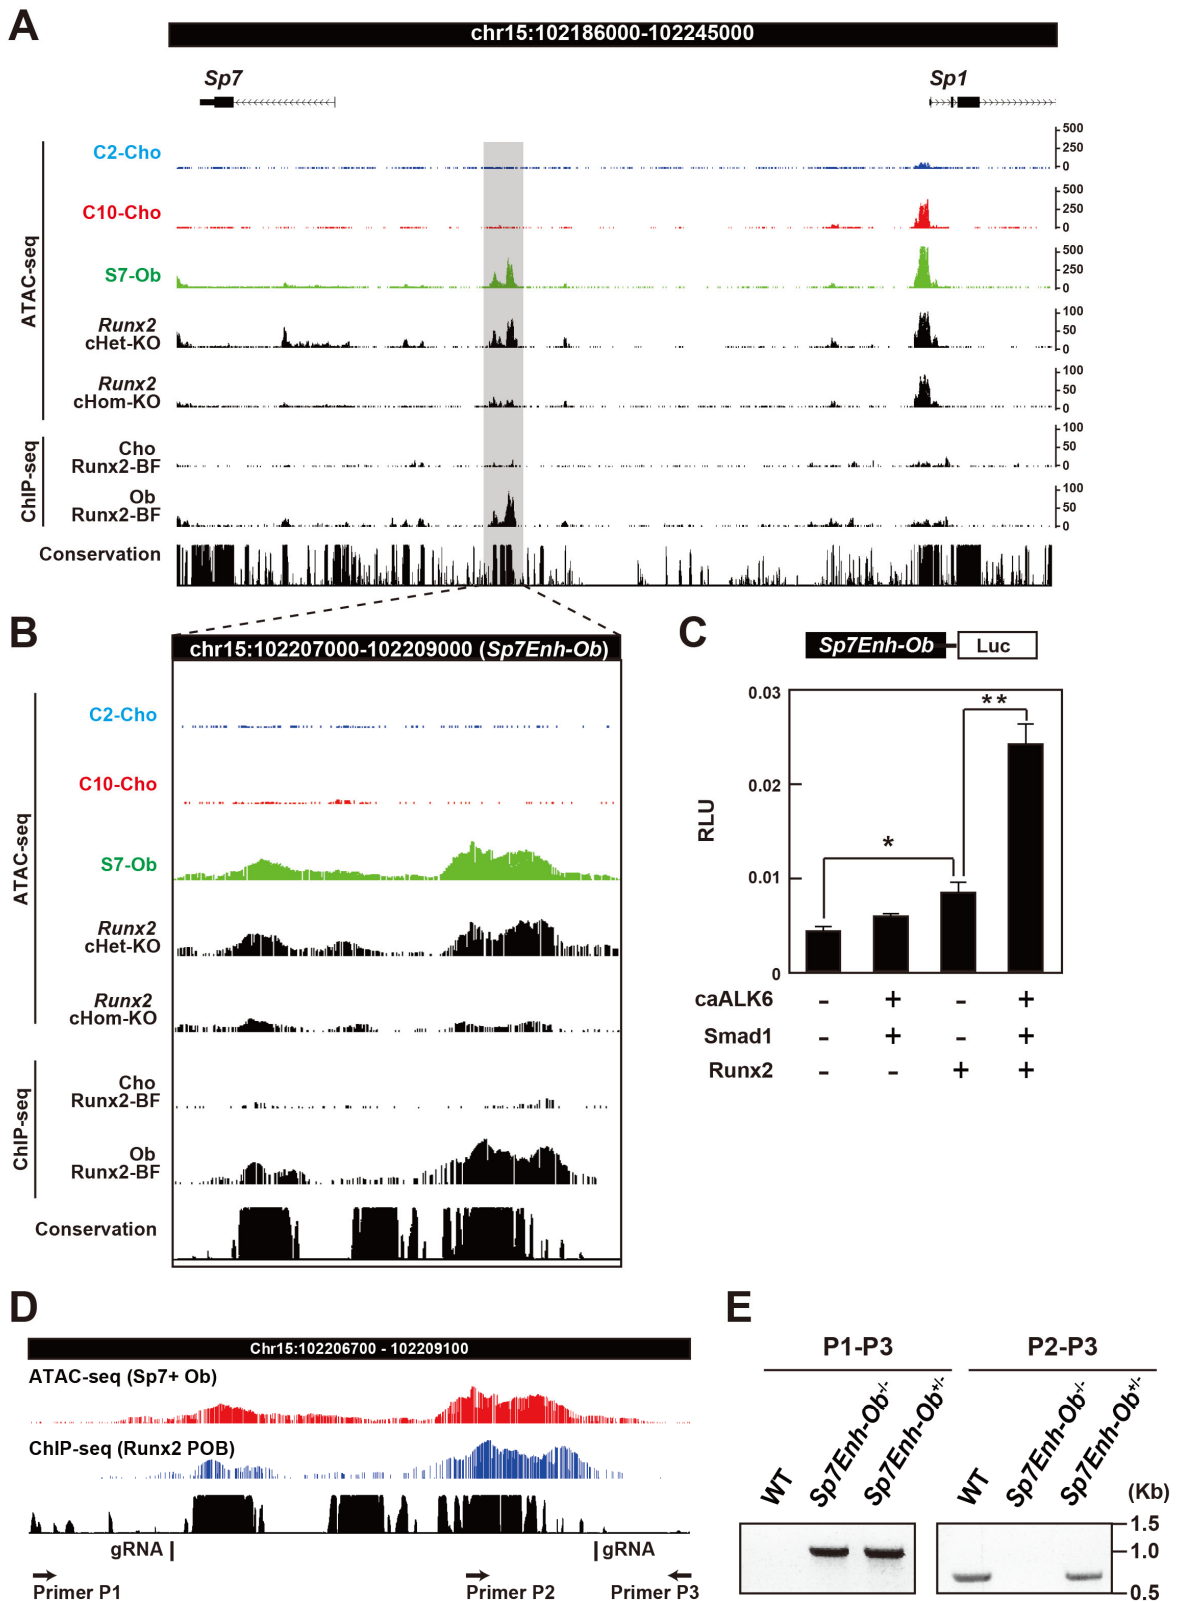 A
chr15:102186000-102245000
Sp7
Sp1
ATAC-seq
C2-Cho
500
250
0
C10-Cho
500
250
0
S7-Ob
500
250
0
Runx2
cHet-KO
100
50
0
Runx2
cHom-KO
100
50
0
ChIP-seq
Cho
Runx2-BF
100
50
0
Ob
Runx2-BF
100
50
0
Conservation
B
chr15:102207000-102209000 (Sp7Enh-Ob)
ATAC-seq
C2-Cho
C10-Cho
S7-Ob
Runx2
cHet-KO
Runx2
cHom-KO
ChIP-seq
Cho
Runx2-BF
Ob
Runx2-BF
Conservation
C
Sp7Enh-Ob
Luc
RLU
0.03
0.02
0.01
0
*
**
caALK6 - + - +
Smad1 - + - +
Runx2 - - + +
D
Chr15:102206700 - 102209100
ATAC-seq (Sp7+ Ob)
ChIP-seq (Runx2 POB)
gRNA
gRNA
Primer P1
Primer P2
Primer P3
E
P1-P3
P2-P3
WT
Sp7Enh-Ob-/-
Sp7Enh-Ob+/-
WT
Sp7Enh-Ob-/-
Sp7Enh-Ob+/-
(Kb)
1.5
1.0
0.5